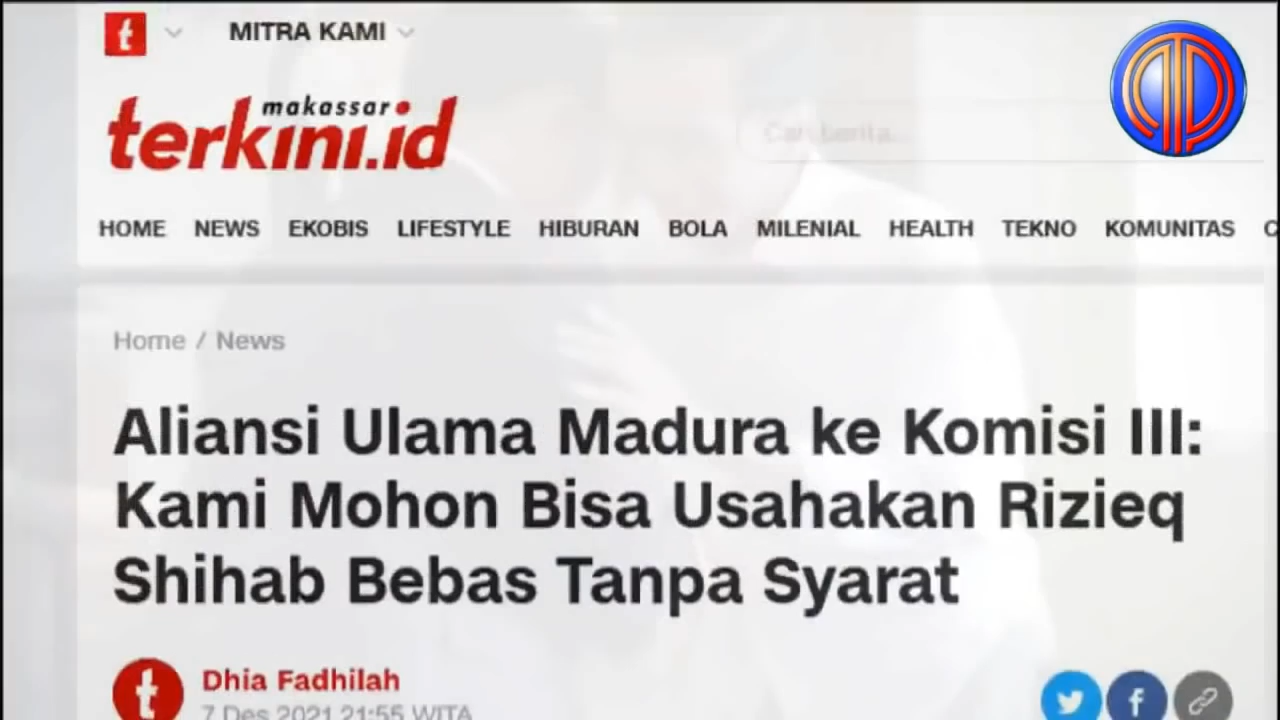 MITRA KAMI
makassar
terkini.id
Cari berita...
HOME NEWS EKOBIS LIFESTYLE HIBURAN BOLA MILENIAL HEALTH TEKNO KOMUNITAS
Home / News
Aliansi Ulama Madura ke Komisi III:
Kami Mohon Bisa Usahakan Rizieq
Shihab Bebas Tanpa Syarat
Dhia Fadhilah
7 Des 2021 21:55 WITA